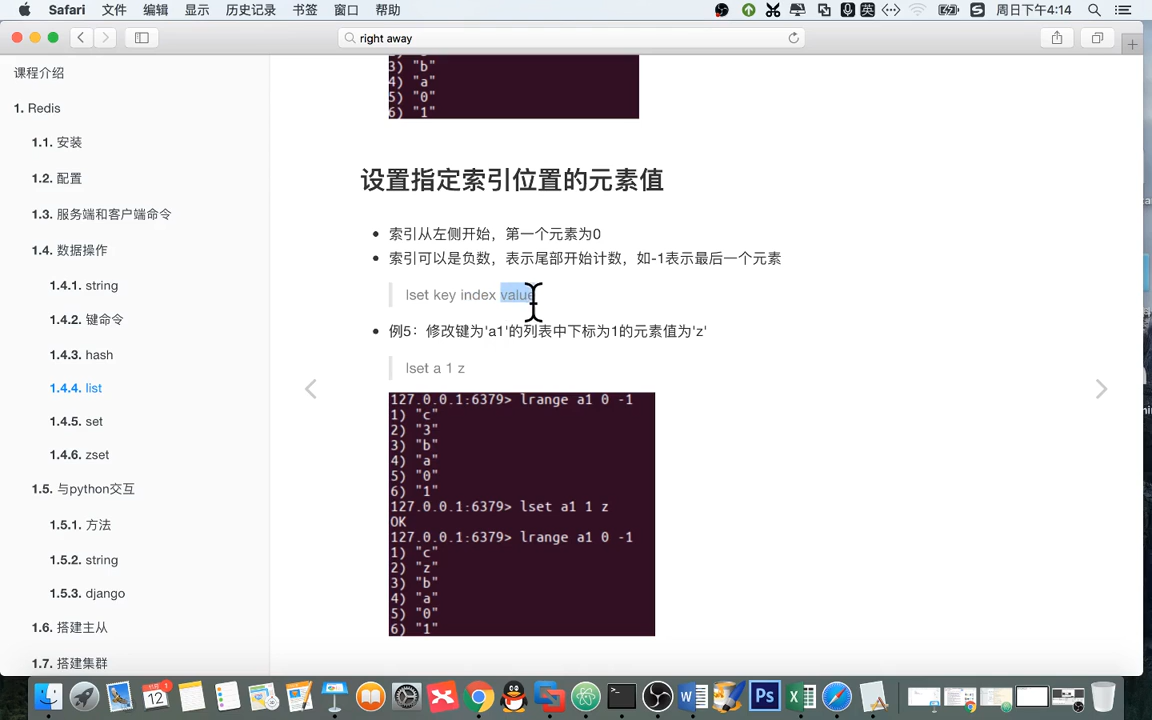 Safari 文件 编辑 显示 历史记录 书签 窗口 帮助
英
周日下午4:14
right away
课程介绍
1. Redis
1.1. 安装
1.2. 配置
1.3. 服务端和客户端命令
1.4. 数据操作
1.4.1. string
1.4.2. 键命令
1.4.3. hash
1.4.4. list
1.4.5. set
1.4.6. zset
1.5. 与python交互
1.5.1. 方法
1.5.2. string
1.5.3. django
1.6. 搭建主从
1.7. 搭建集群
3) "b"
4) "a"
5) "0"
6) "1"
设置指定索引位置的元素值
索引从左侧开始，第一个元素为0
索引可以是负数，表示尾部开始计数，如-1表示最后一个元素
lset key index value
例5：修改键为'a1'的列表中下标为1的元素值为'z'
lset a 1 z
127.0.0.1:6379> lrange a1 0 -1
1) "c"
2) "3"
3) "b"
4) "a"
5) "0"
6) "1"
127.0.0.1:6379> lset a1 1 z
OK
127.0.0.1:6379> lrange a1 0 -1
1) "c"
2) "z"
3) "b"
4) "a"
5) "0"
6) "1"
12
W
Ps
X